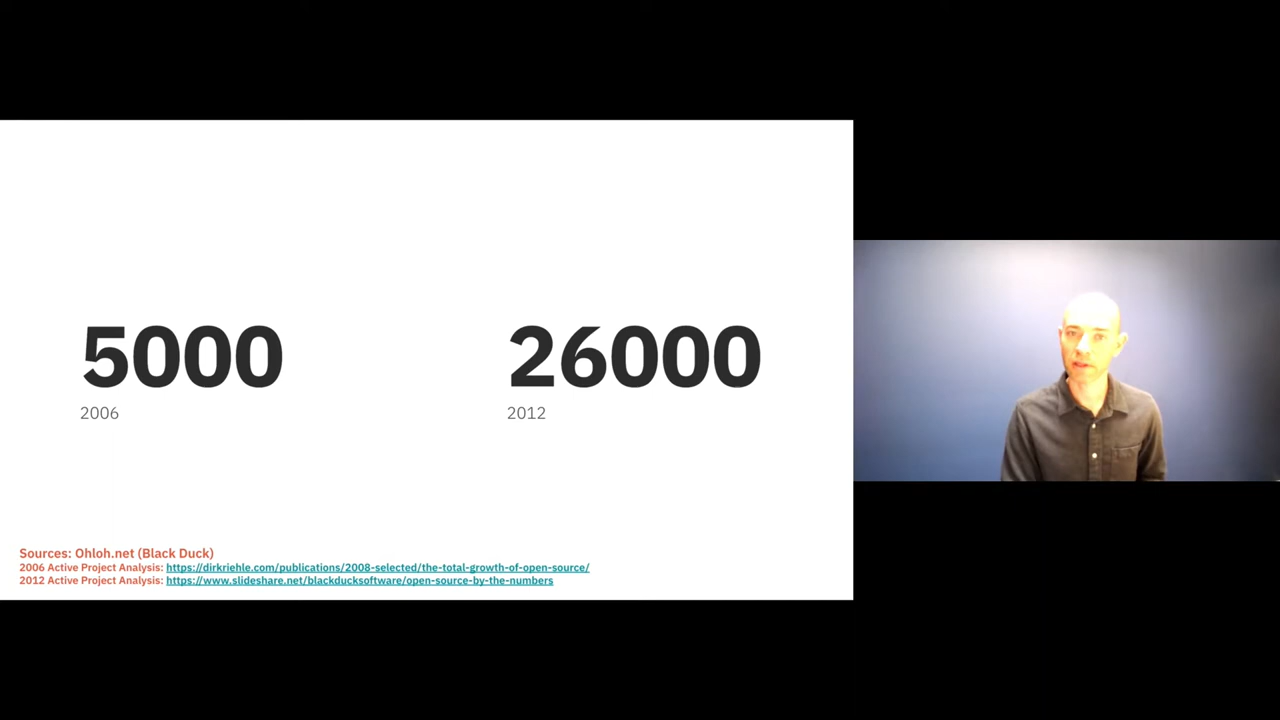 5000
26000
2006
2012
Sources: Ohloh.net (Black Duck)
2006 Active Project Analysis: https://dirkriehle.com/publications/2008-selected/the-total-growth-of-open-source/
2012 Active Project Analysis: https://www.slideshare.net/blackducksoftware/open-source-by-the-numbers